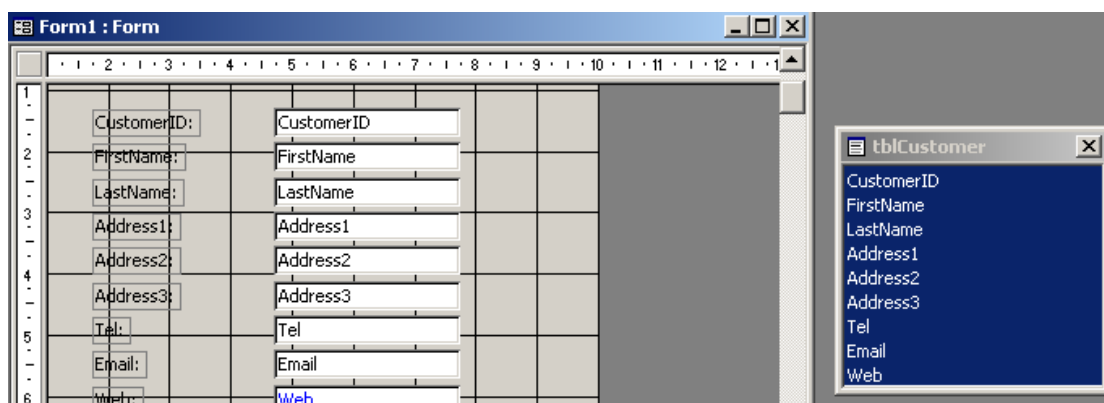 Form1 : Form
2 3 4 5 6 7 8 9 10 11 12 1
1
CustomerID: CustomerID
2
FirstName: FirstName
LastName: LastName
3
Address1: Address1
Address2: Address2
4
Address3: Address3
5
Tel: Tel
Email: Email
6
Web: Web
tblCustomer
CustomerID
FirstName
LastName
Address1
Address2
Address3
Tel
Email
Web